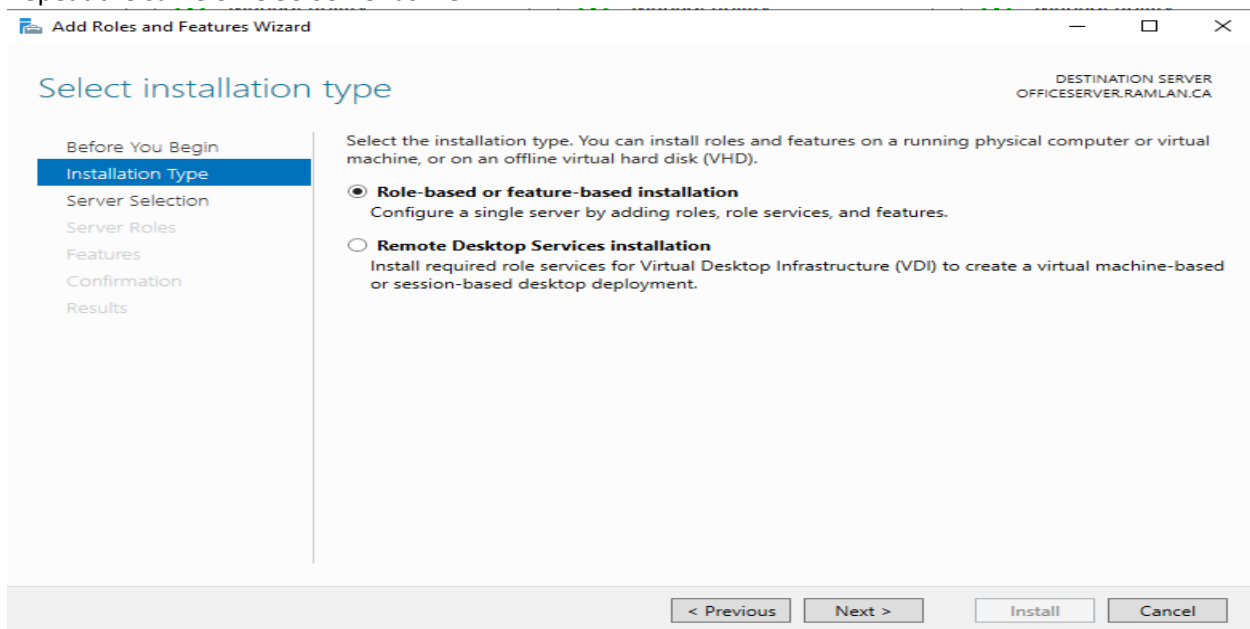 Add Roles and Features Wizard
Select installation type
DESTINATION SERVER
OFFICESERVER.RAMLAN.CA
Before You Begin
Installation Type
Server Selection
Server Roles
Features
Confirmation
Results
Select the installation type. You can install roles and features on a running physical computer or virtual
machine, or on an offline virtual hard disk (VHD).
Role-based or feature-based installation
Configure a single server by adding roles, role services, and features.
Remote Desktop Services installation
Install required role services for Virtual Desktop Infrastructure (VDI) to create a virtual machine-based
or session-based desktop deployment.
< Previous
Next >
Install
Cancel